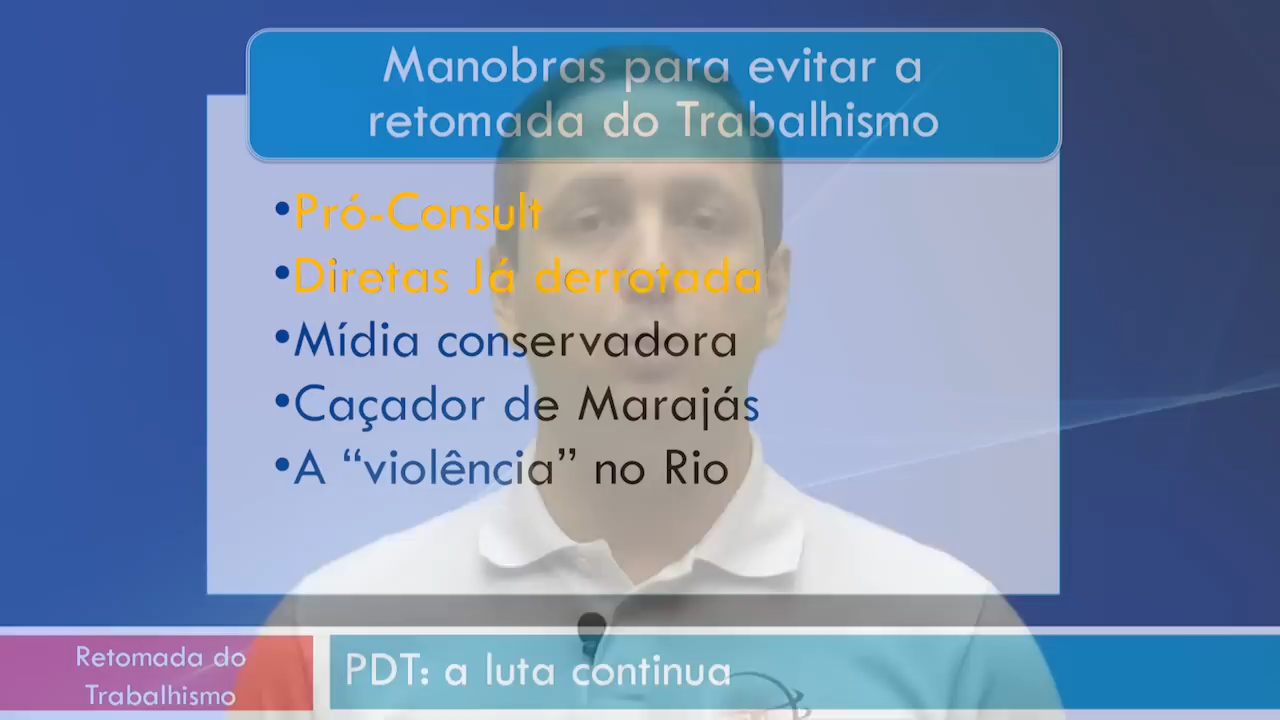 Manobras para evitar a
retomada do Trabalhismo
•Pró-Consult
•Diretas Já derrotada
•Mídia conservadora
•Caçador de Marajás
•A “violência” no Rio
Retomada do
Trabalhismo
PDT: a luta continua